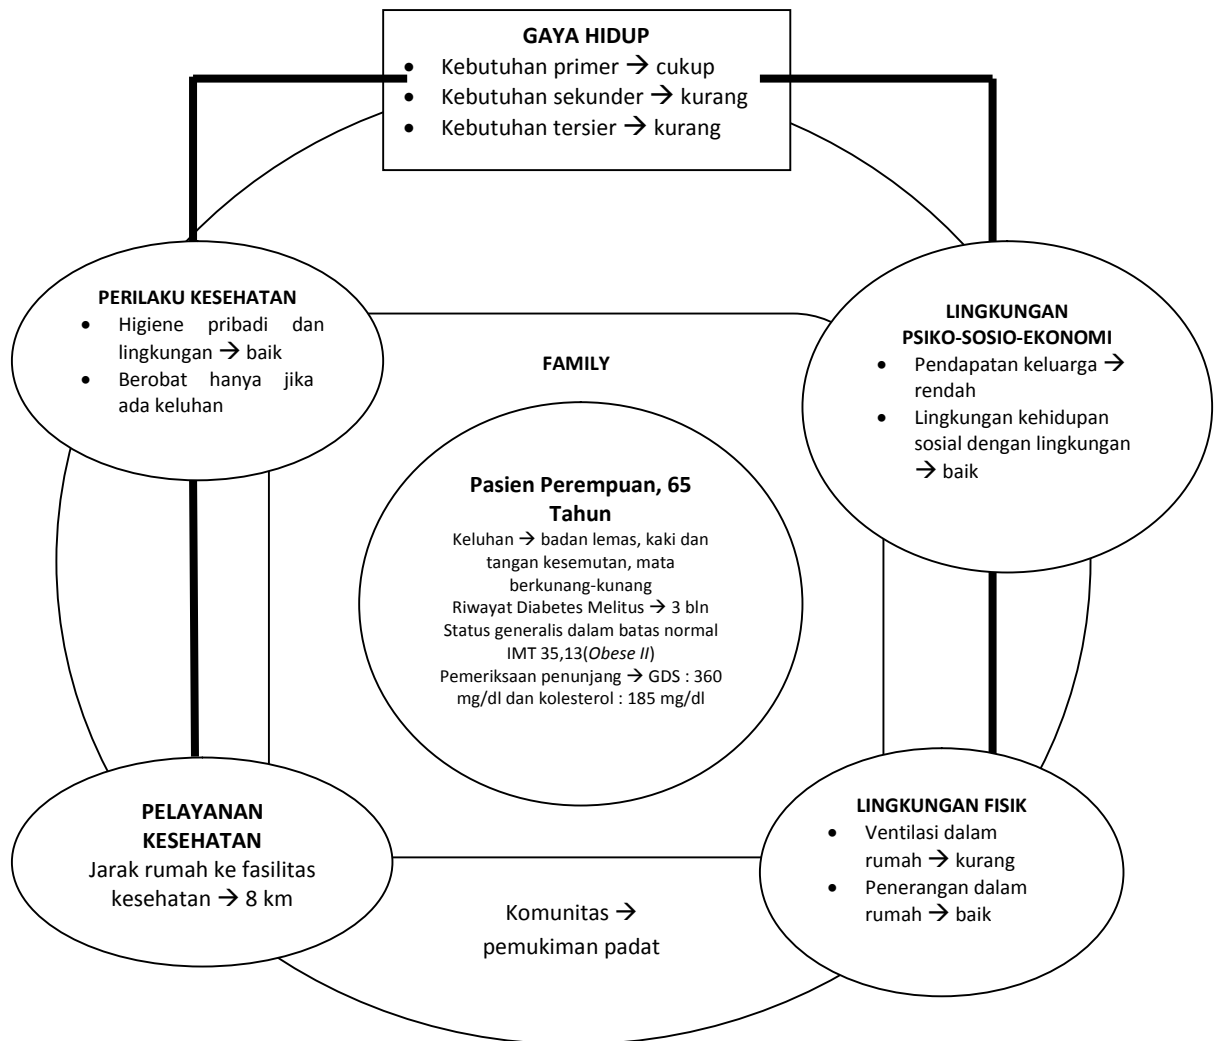 GAYA HIDUP
• Kebutuhan primer → cukup
• Kebutuhan sekunder → kurang
• Kebutuhan tersier → kurang
PERILAKU KESEHATAN
• Higiene pribadi dan
lingkungan → baik
• Berobat hanya jika
ada keluhan
LINGKUNGAN
PSIKO-SOSIO-EKONOMI
• Pendapatan keluarga →
rendah
• Lingkungan kehidupan
sosial dengan lingkungan
→ baik
FAMILY
Pasien Perempuan, 65
Tahun
Keluhan → badan lemas, kaki dan
tangan kesemutan, mata
berkunang-kunang
Riwayat Diabetes Melitus → 3 bln
Status generalis dalam batas normal
IMT 35,13(Obese II)
Pemeriksaan penunjang → GDS : 360
mg/dl dan kolesterol : 185 mg/dl
PELAYANAN
KESEHATAN
Jarak rumah ke fasilitas
kesehatan → 8 km
LINGKUNGAN FISIK
• Ventilasi dalam
rumah → kurang
• Penerangan dalam
rumah → baik
Komunitas →
pemukiman padat